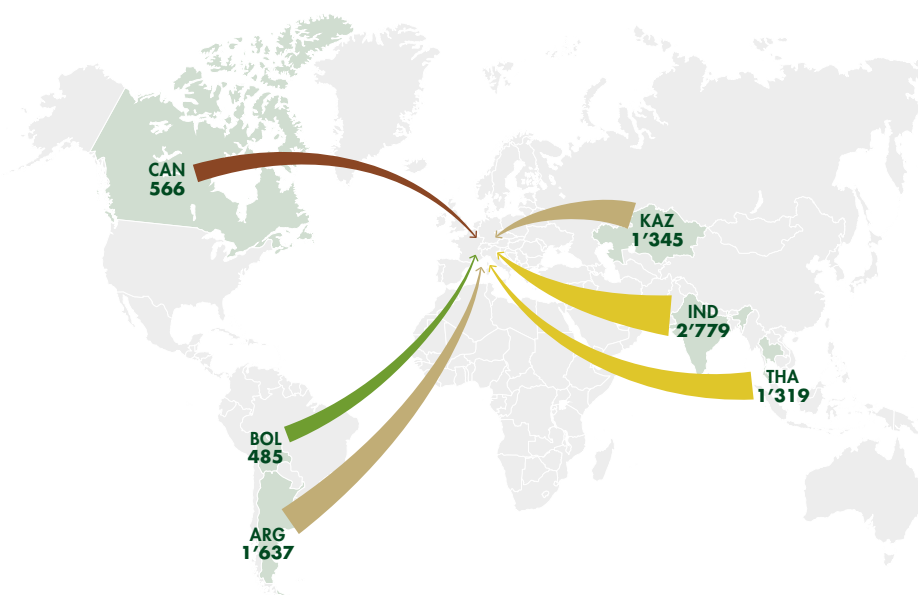 CAN
566
KAZ
1’345
IND
2’779
THA
1’319
BOL
485
ARG
1’637